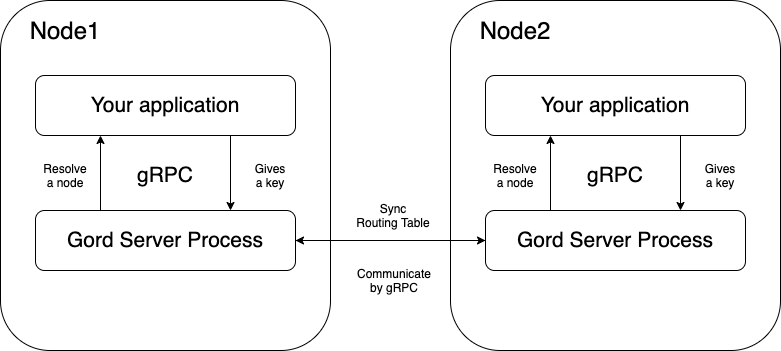 Node1
Your application
Resolve
a node
gRPC
Gives
a key
Gord Server Process
Sync
Routing Table
Communicate
by gRPC
Node2
Your application
Resolve
a node
gRPC
Gives
a key
Gord Server Process